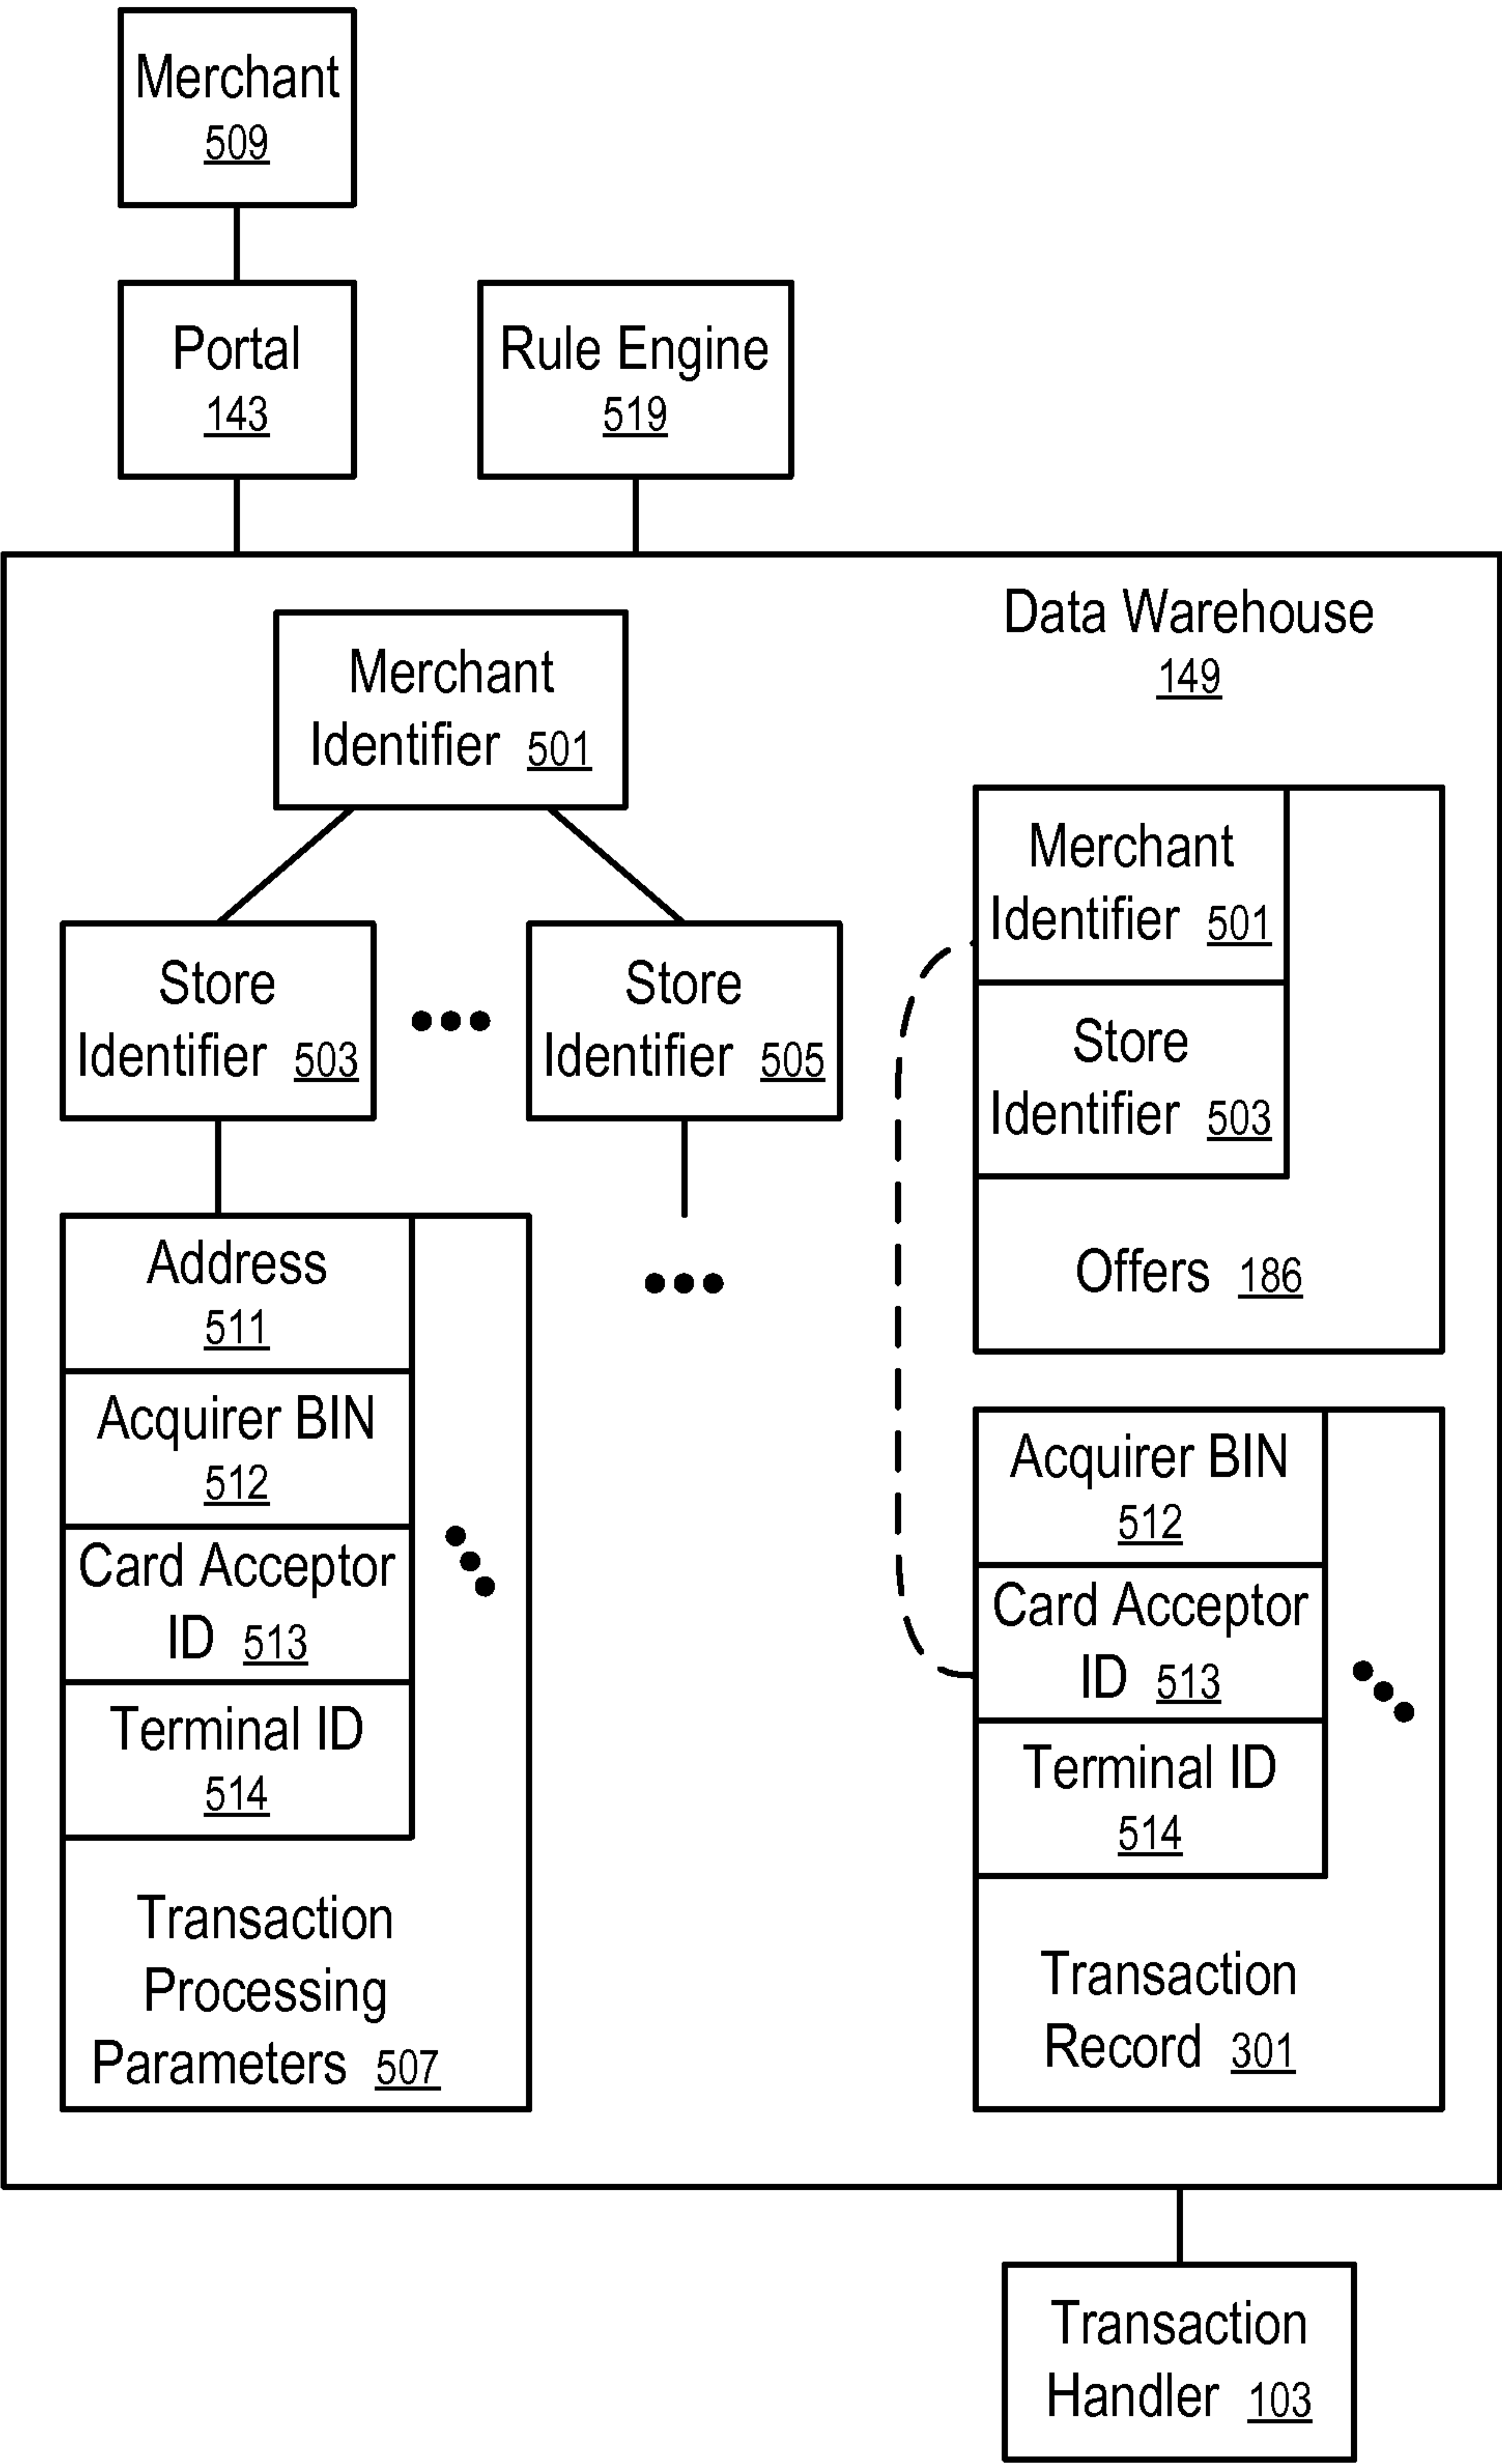 Merchant
509
Portal
143
Rule Engine
519
Data Warehouse
149
Merchant
Identifier 501
Store
Identifier 503
Store
Identifier 505
Address
511
Acquirer BIN
512
Card Acceptor
ID 513
Terminal ID
514
Transaction
Processing
Parameters 507
Merchant
Identifier 501
Store
Identifier 503
Offers 186
Acquirer BIN
512
Card Acceptor
ID 513
Terminal ID
514
Transaction
Record 301
Transaction
Handler 103